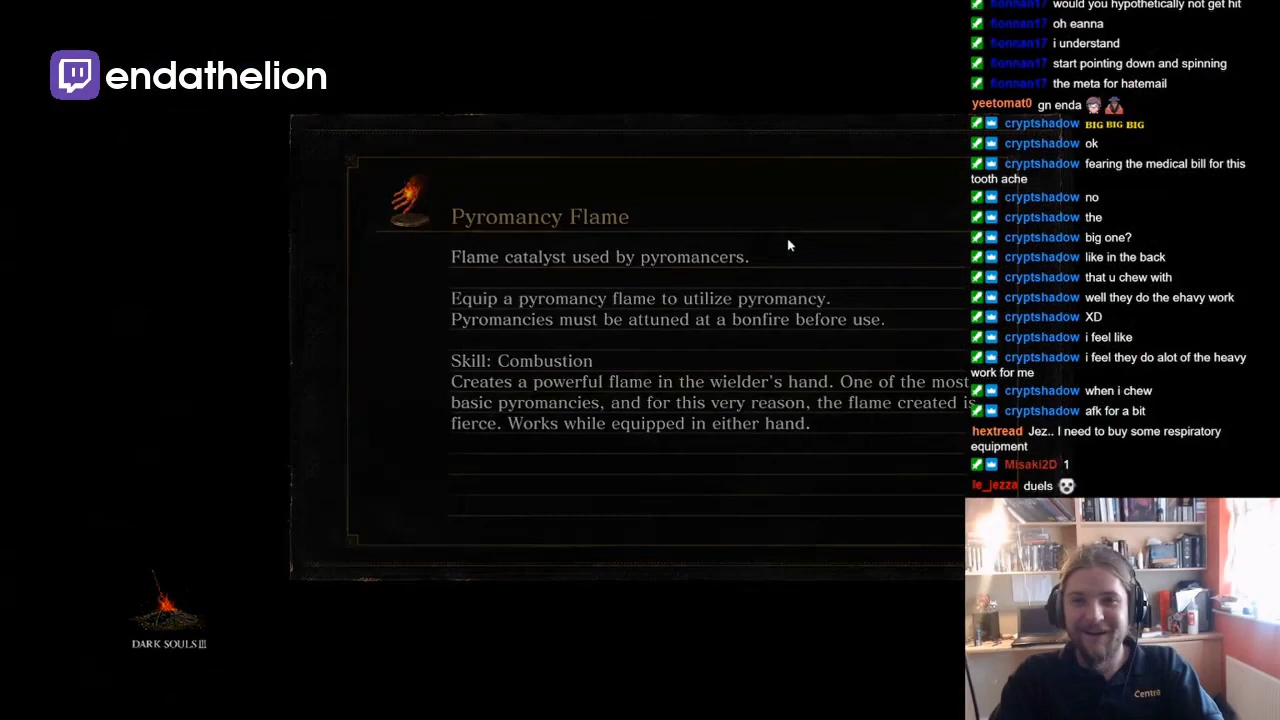 endathelion
Pyromancy Flame
Flame catalyst used by pyromancers.
Equip a pyromancy flame to utilize pyromancy.
Pyromancies must be attuned at a bonfire before use.
Skill: Combustion
Creates a powerful flame in the wielder's hand. One of the most
basic pyromancies, and for this very reason, the flame created is
fierce. Works while equipped in either hand.
DARK SOULS III
fionnan17 would you hypothetically not get hit
fionnan17 oh eanna
fionnan17 i understand
fionnan17 start pointing down and spinning
fionnan17 the meta for hatemail
yeetomat0 gn enda
cryptshadow BIG BIG BIG
cryptshadow ok
cryptshadow fearing the medical bill for this
tooth ache
cryptshadow no
cryptshadow the
cryptshadow big one?
cryptshadow like in the back
cryptshadow that u chew with
cryptshadow well they do the ehavy work
cryptshadow XD
cryptshadow i feel like
cryptshadow i feel they do alot of the heavy
work for me
cryptshadow when i chew
cryptshadow afk for a bit
hextread Jez.. I need to buy some respiratory
equipment
Misaki2D 1
le_jezza duels
Centra